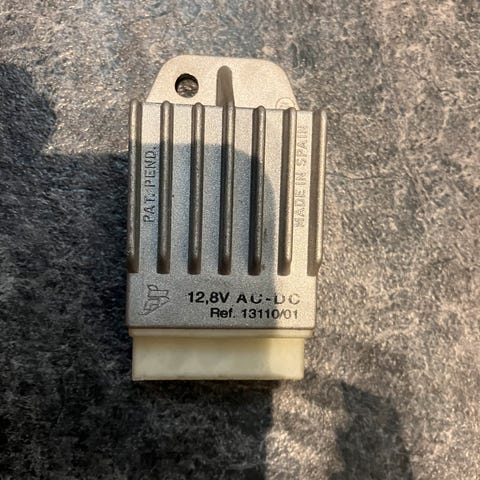 PAT. PEND.
MADE IN SPAIN
12,8V AC-DC
Ref. 13110/01